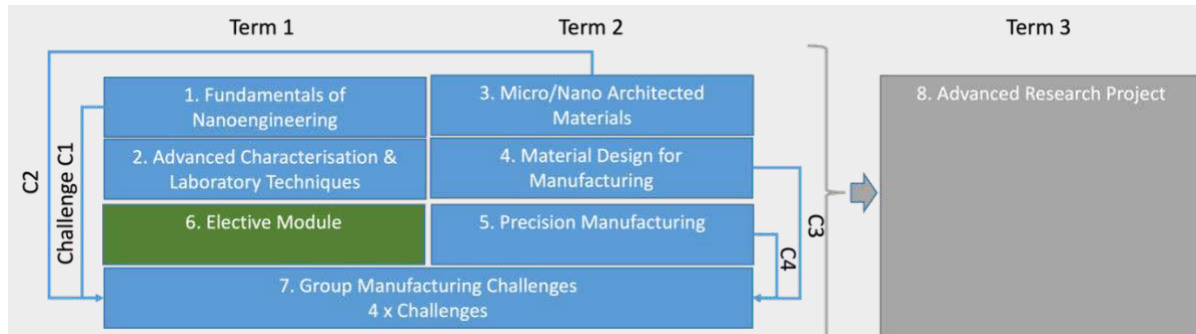 Term 1
Term 2
Term 3
1. Fundamentals of
Nanoengineering
3. Micro/Nano Architected
Materials
8. Advanced Research Project
2. Advanced Characterisation &
Laboratory Techniques
4. Material Design for
Manufacturing
6. Elective Module
5. Precision Manufacturing
7. Group Manufacturing Challenges
4 x Challenges
C2
Challenge C1
C4
C3